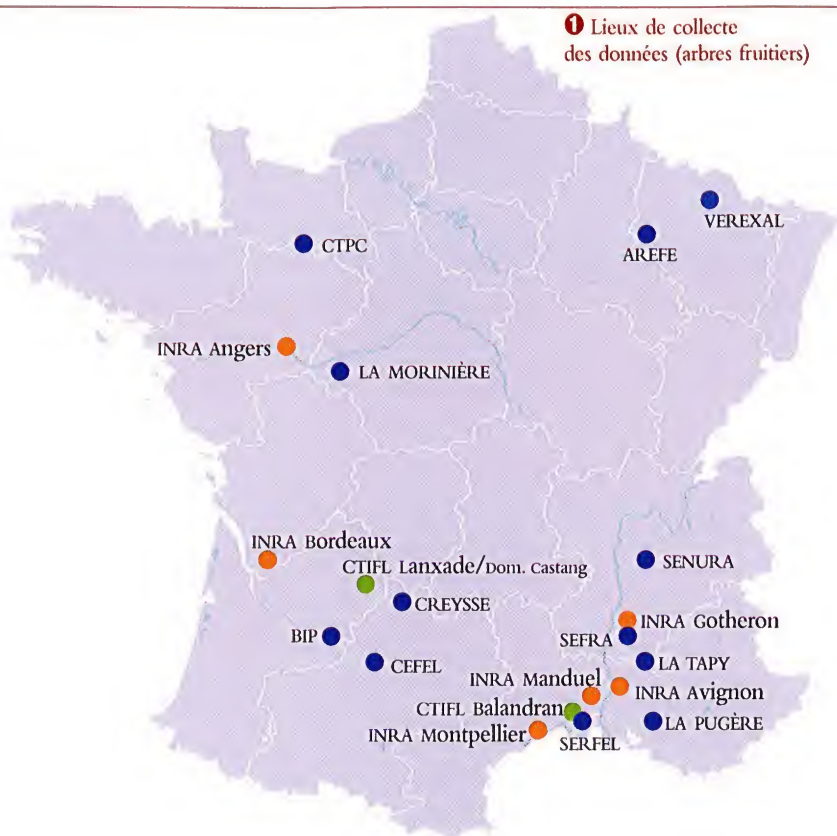 ❶ Lieux de collecte
des données (arbres fruitiers)
VEREXAL
CTPC
AREFE
INRA Angers
LA MORINIÈRE
INRA Bordeaux
CTIFL Lanxade/Dom. Castang
SENURA
CREYSSE
INRA Gotheron
BIP
SEFRA
CEFEL
LA TAPY
INRA Manduel
INRA Avignon
CTIFL Balandran
LA PUGÈRE
INRA Montpellier
SERFEL